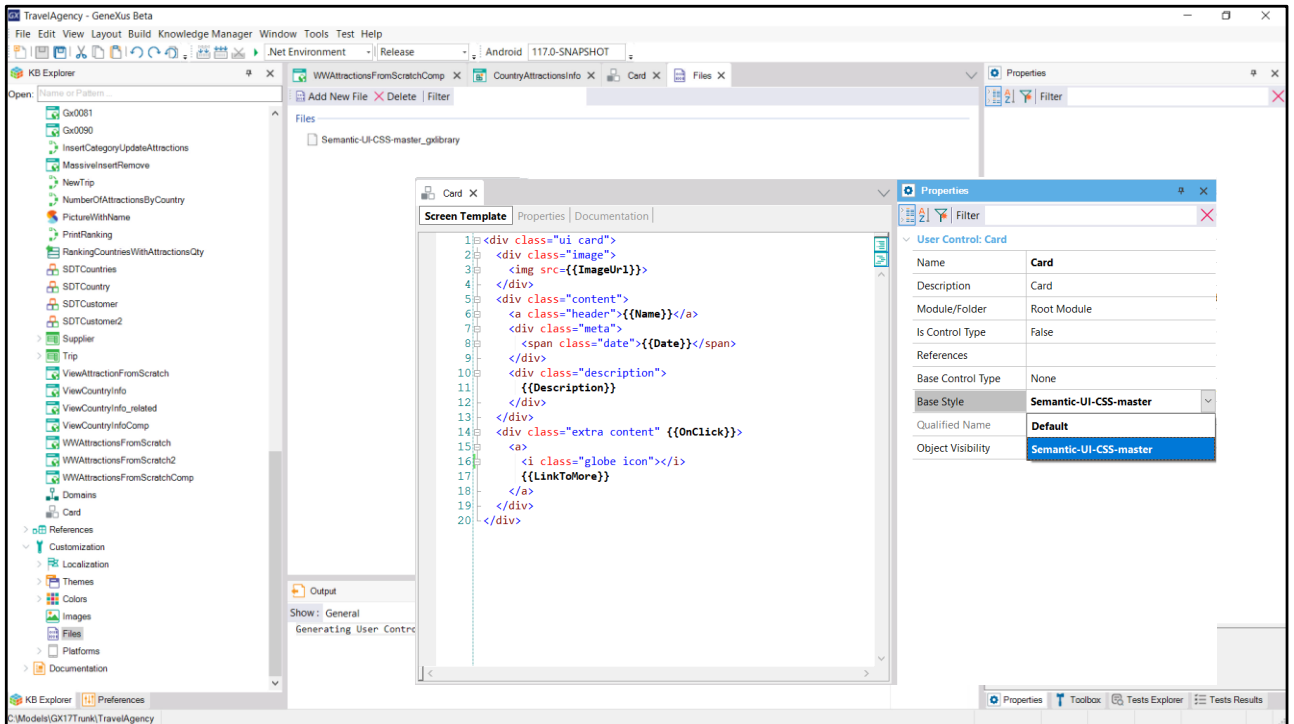 TravelAgency - GeneXus Beta
File Edit View Layout Build Knowledge Manager Window Tools Test Help
.Net Environment Release Android 117.0-SNAPSHOT
KB Explorer
Open: Name or Pattern...
Gx0081
Gx0090
InsertCategoryUpdateAttractions
MassiveInsertRemove
NewTrip
NumberOfAttractionsByCountry
PictureWithName
PrintRanking
RankingCountriesWithAttractionsQty
SDTCountries
SDTCountry
SDTCustomer
SDTCustomer2
Supplier
Trip
ViewAttractionFromScratch
ViewCountryInfo
ViewCountryInfo_related
ViewCountryInfoComp
WWAttractionsFromScratch
WWAttractionsFromScratch2
WWAttractionsFromScratchComp
Domains
Card
References
Customization
Localization
Themes
Colors
Images
Files
Platforms
Documentation
KB Explorer Preferences
C:\Models\GX17Trunk\TravelAgency
WWAttractionsFromScratchComp CountryAttractionsInfo Card Files
Add New File Delete Filter
Files
Semantic-UI-CSS-master_gxlibrary
Output
Show: General
Generating User Contro
Card
Screen Template Properties Documentation
1 <div class="ui card">
2 <div class="image">
3 <img src={{ImageUrl}}>
4 </div>
5 <div class="content">
6 <a class="header">{{Name}}</a>
7 <div class="meta">
8 <span class="date">{{Date}}</span>
9 </div>
10 <div class="description">
11 {{Description}}
12 </div>
13 </div>
14 <div class="extra content" {{OnClick}}>
15 <a>
16 <i class="globe icon"></i>
17 {{LinkToMore}}
18 </a>
19 </div>
20 </div>
Properties
Filter
Properties
Filter
User Control: Card
Name Card
Description Card
Module/Folder Root Module
Is Control Type False
References
Base Control Type None
Base Style Semantic-UI-CSS-master
Qualified Name Default
Object Visibility Semantic-UI-CSS-master
Properties Toolbox Tests Explorer Tests Results